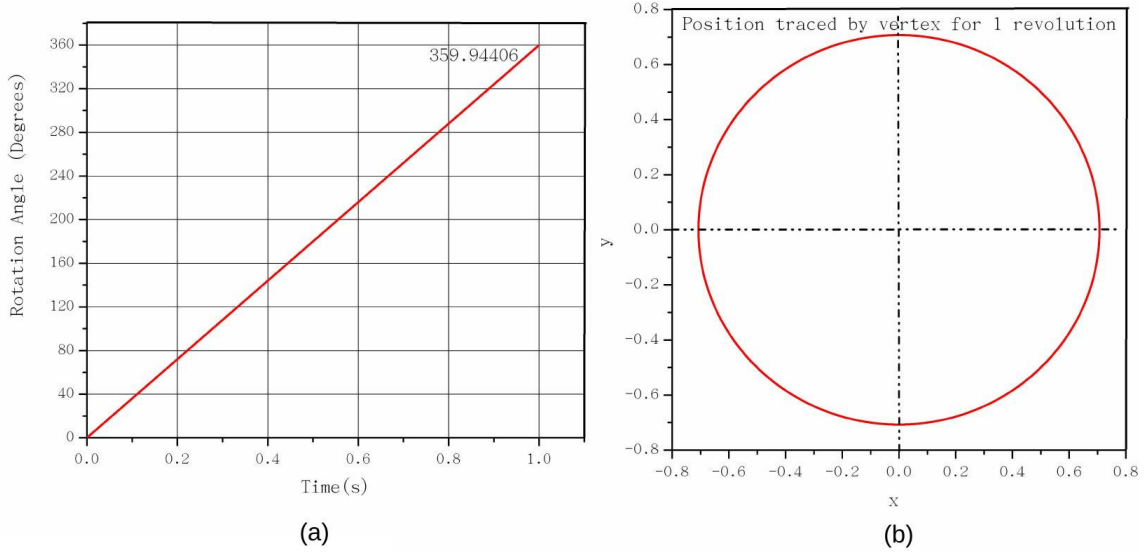 360
320
280
240
200
160
120
80
40
0
Rotation Angle (Degrees)
359.94406
0.0 0.2 0.4 0.6 0.8 1.0
Time(s)
(a)
0.8
0.6
0.4
0.2
0.0
-0.2
-0.4
-0.6
-0.8
y
Position traced by vertex for 1 revolution
-0.8 -0.6 -0.4 -0.2 0.0 0.2 0.4 0.6 0.8
x
(b)